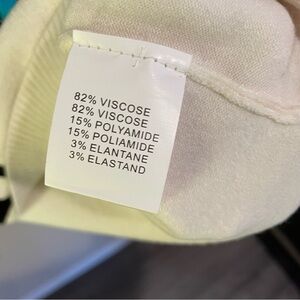 82% VISCOSE
82% VISCOSE
15% POLYAMIDE
15% POLIAMIDE
3% ELANTANE
3% ELASTAND